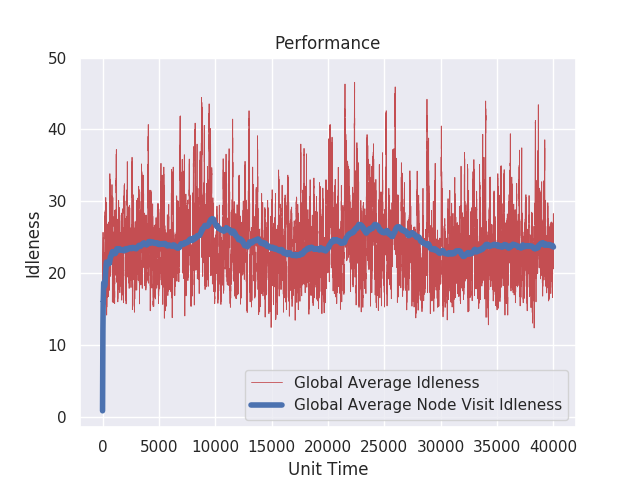 Performance
50
40
30
20
10
0
Idleness
Global Average Idleness
Global Average Node Visit Idleness
0 5000 10000 15000 20000 25000 30000 35000 40000
Unit Time